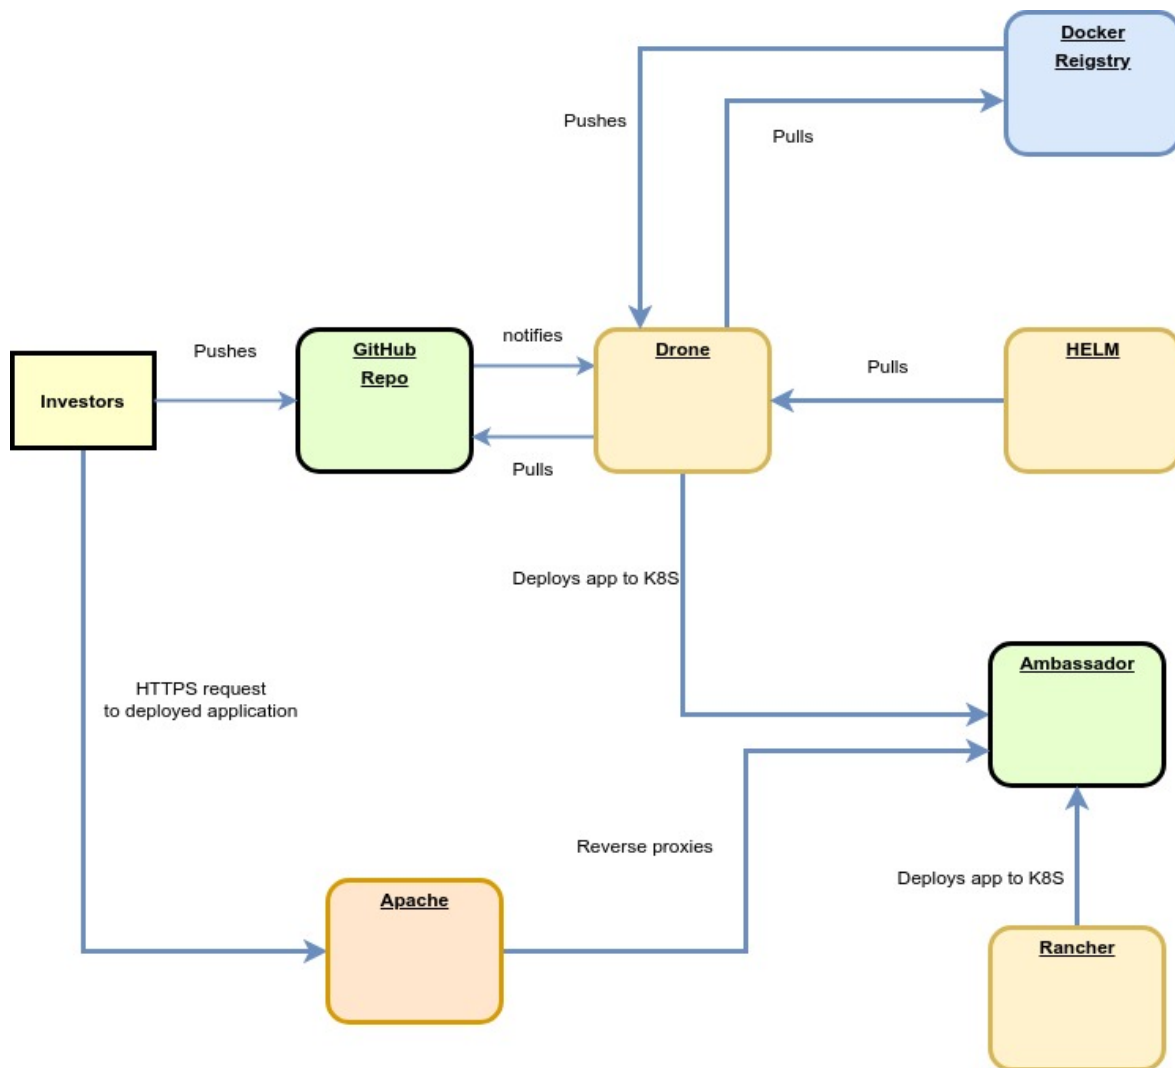 Docker
Reigstry
Pushes
Pulls
GitHub
Repo
notifies
Drone
HELM
Pushes
Pulls
Investors
Pulls
Deploys app to K8S
Ambassador
HTTPS request
to deployed application
Reverse proxies
Deploys app to K8S
Apache
Rancher